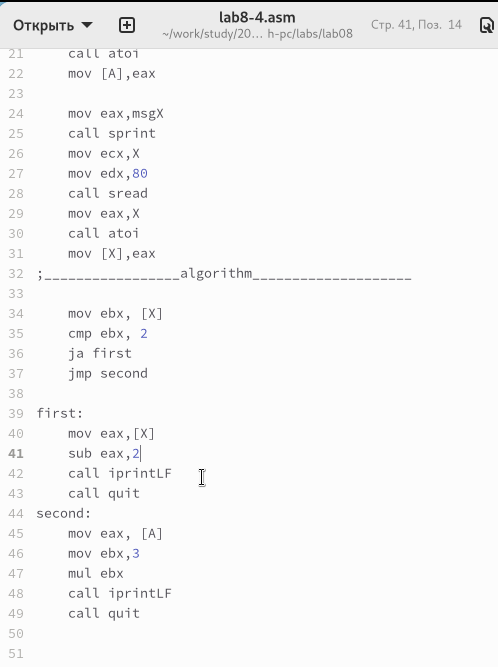 Открыть lab8-4.asm Стр. 41, Поз. 14
~/work/study/20... h-pc/labs/lab08
21 call atoi
22 mov [A],eax
23
24 mov eax,msgX
25 call sprint
26 mov ecx,X
27 mov edx,80
28 call sread
29 mov eax,X
30 call atoi
31 mov [X],eax
32 ;_________________algorithm____________________
33
34 mov ebx, [X]
35 cmp ebx, 2
36 ja first
37 jmp second
38
39 first:
40 mov eax,[X]
41 sub eax,2
42 call iprintLF
43 call quit
44 second:
45 mov eax, [A]
46 mov ebx,3
47 mul ebx
48 call iprintLF
49 call quit
50
51